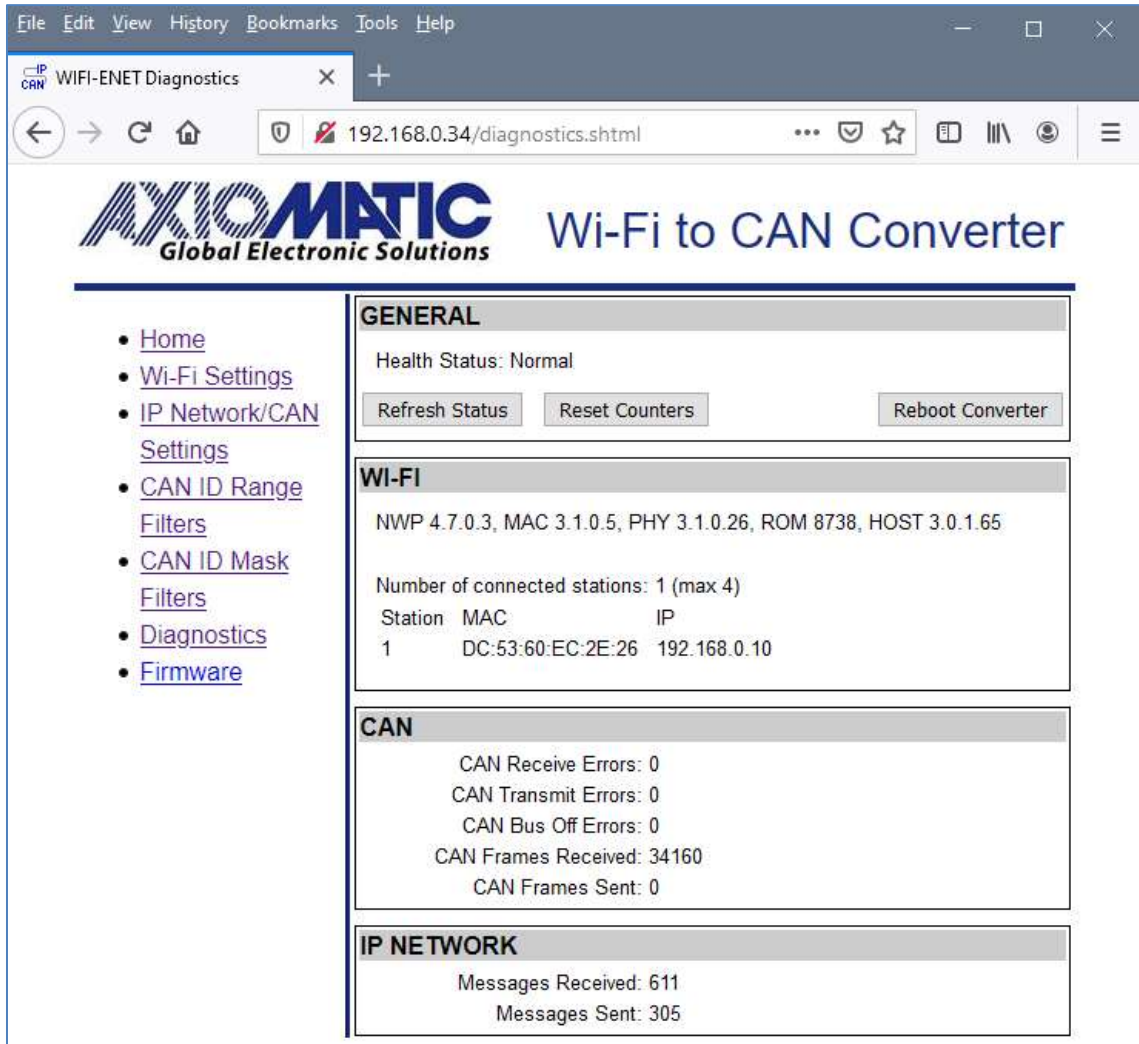 File Edit View History Bookmarks Tools Help
IP
CAN
WIFI-ENET Diagnostics
192.168.0.34/diagnostics.shtml
AXIOMATIC
Global Electronic Solutions
Wi-Fi to CAN Converter
Home
Wi-Fi Settings
IP Network/CAN
Settings
CAN ID Range
Filters
CAN ID Mask
Filters
Diagnostics
Firmware
GENERAL
Health Status: Normal
Refresh Status Reset Counters Reboot Converter
WI-FI
NWP 4.7.0.3, MAC 3.1.0.5, PHY 3.1.0.26, ROM 8738, HOST 3.0.1.65
Number of connected stations: 1 (max 4)
Station MAC IP
1 DC:53:60:EC:2E:26 192.168.0.10
CAN
CAN Receive Errors: 0
CAN Transmit Errors: 0
CAN Bus Off Errors: 0
CAN Frames Received: 34160
CAN Frames Sent: 0
IP NETWORK
Messages Received: 611
Messages Sent: 305